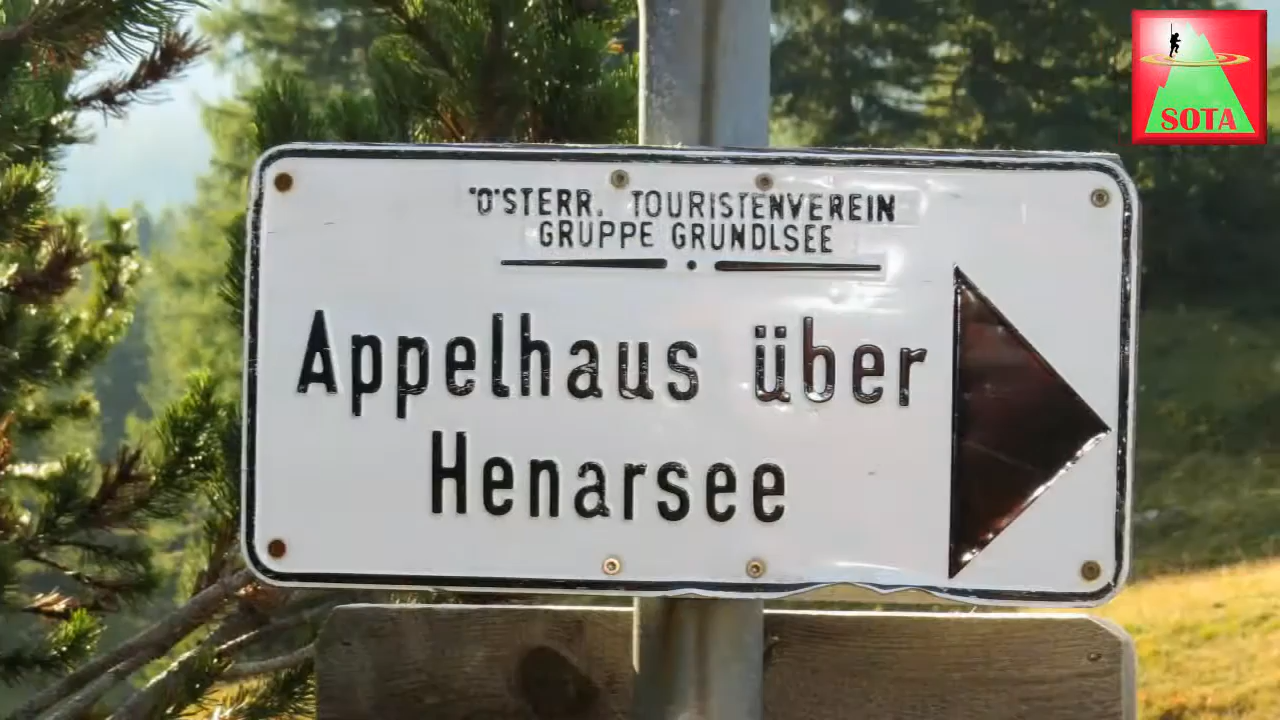 ÖSTERR. TOURISTENVEREIN
GRUPPE GRUNDLSEE
Appelhaus über
Henarsee
SOTA